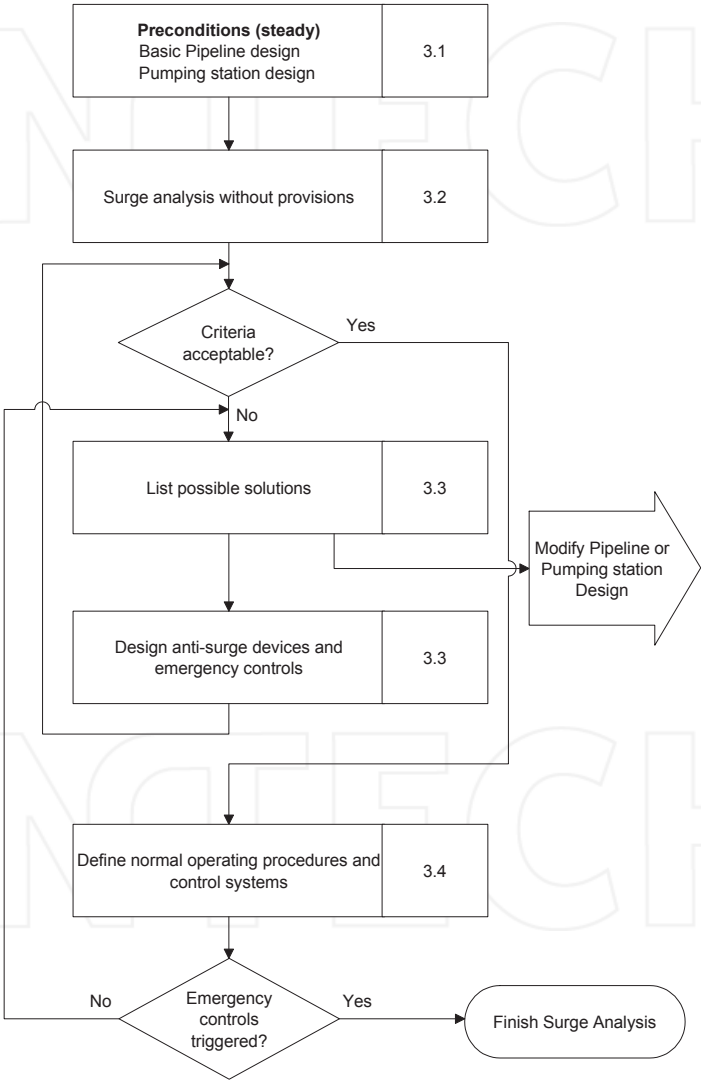 Preconditions (steady)
Basic Pipeline design
Pumping station design
3.1
Surge analysis without provisions
3.2
Criteria
acceptable?
Yes
No
List possible solutions
3.3
Modify Pipeline or
Pumping station
Design
Design anti-surge devices and
emergency controls
3.3
Define normal operating procedures and
control systems
3.4
No
Emergency
controls
triggered?
Yes
Finish Surge Analysis